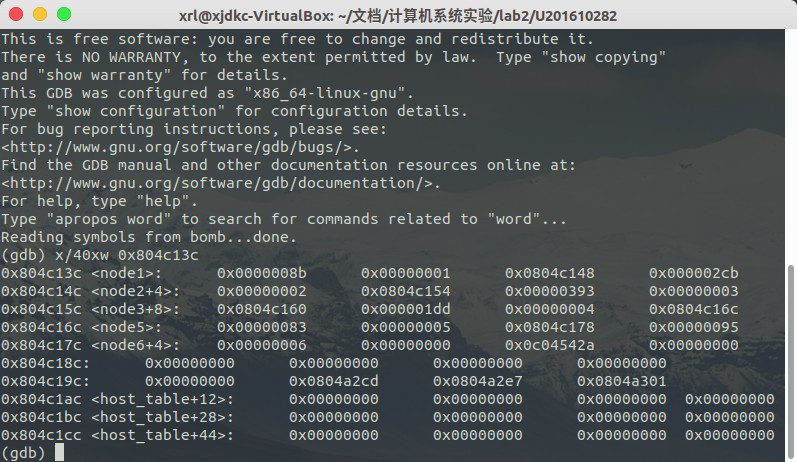 xrl@xjdkc-VirtualBox: ~/文档/计算机系统实验/lab2/U201610282
This is free software: you are free to change and redistribute it.
There is NO WARRANTY, to the extent permitted by law.  Type "show copying"
and "show warranty" for details.
This GDB was configured as "x86_64-linux-gnu".
Type "show configuration" for configuration details.
For bug reporting instructions, please see:
<http://www.gnu.org/software/gdb/bugs/>.
Find the GDB manual and other documentation resources online at:
<http://www.gnu.org/software/gdb/documentation/>.
For help, type "help".
Type "apropos word" to search for commands related to "word"...
Reading symbols from bomb...done.
(gdb) x/40xw 0x804c13c
0x804c13c <node1>:	0x0000008b	0x00000001	0x0804c148	0x000002cb
0x804c14c <node2+4>:	0x00000002	0x0804c154	0x00000393	0x00000003
0x804c15c <node3+8>:	0x0804c160	0x000001dd	0x00000004	0x0804c16c
0x804c16c <node5>:	0x00000083	0x00000005	0x0804c178	0x00000095
0x804c17c <node6+4>:	0x00000006	0x00000000	0x0c04542a	0x00000000
0x804c18c:	0x00000000	0x00000000	0x00000000	0x00000000
0x804c19c:	0x00000000	0x0804a2cd	0x0804a2e7	0x0804a301
0x804c1ac <host_table+12>:	0x00000000	0x00000000	0x00000000	0x00000000
0x804c1bc <host_table+28>:	0x00000000	0x00000000	0x00000000	0x00000000
0x804c1cc <host_table+44>:	0x00000000	0x00000000	0x00000000	0x00000000
(gdb)